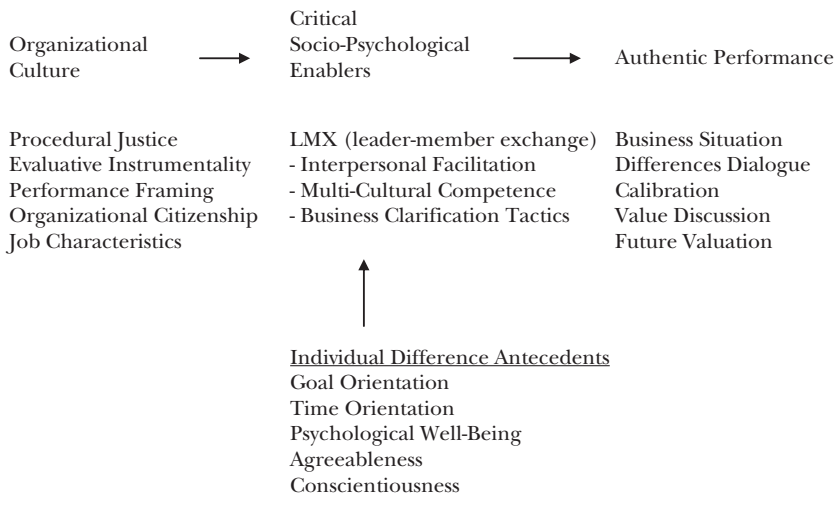 Organizational
Culture
Critical
Socio-Psychological
Enablers
Authentic Performance
Procedural Justice
Evaluative Instrumentality
Performance Framing
Organizational Citizenship
Job Characteristics
LMX (leader-member exchange)
- Interpersonal Facilitation
- Multi-Cultural Competence
- Business Clarification Tactics
Business Situation
Differences Dialogue
Calibration
Value Discussion
Future Valuation
Individual Difference Antecedents
Goal Orientation
Time Orientation
Psychological Well-Being
Agreeableness
Conscientiousness